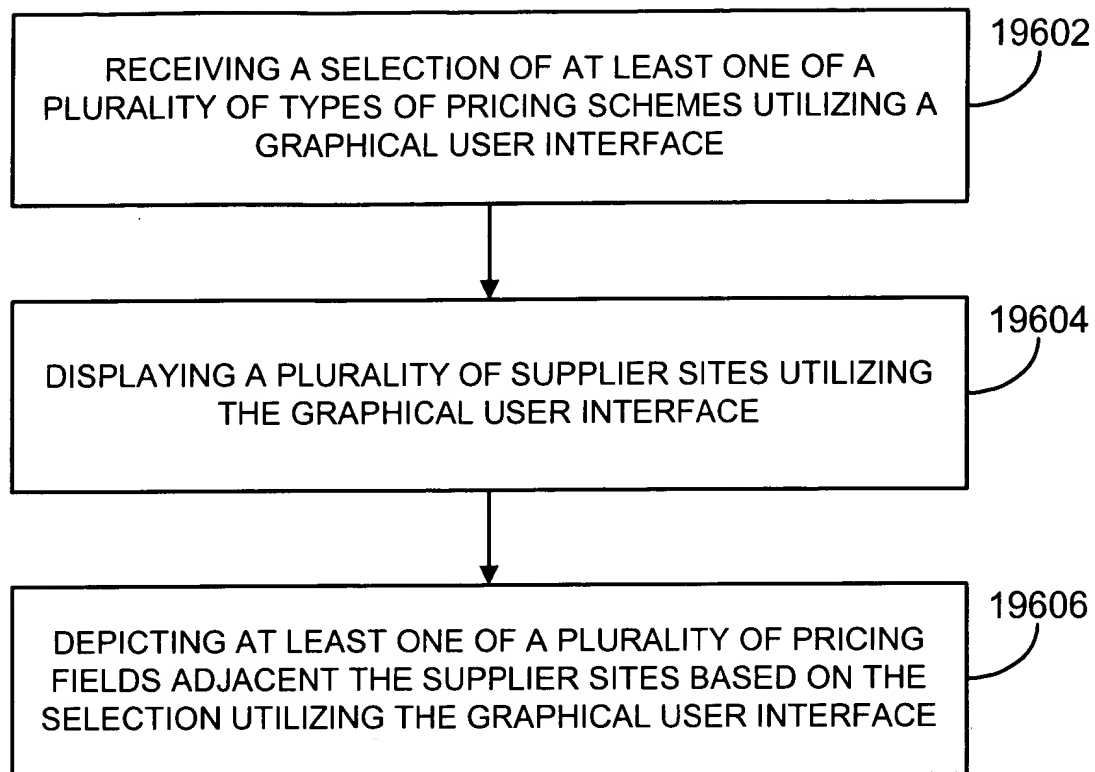 19602
RECEIVING A SELECTION OF AT LEAST ONE OF A
PLURALITY OF TYPES OF PRICING SCHEMES UTILIZING A
GRAPHICAL USER INTERFACE
19604
DISPLAYING A PLURALITY OF SUPPLIER SITES UTILIZING
THE GRAPHICAL USER INTERFACE
19606
DEPICTING AT LEAST ONE OF A PLURALITY OF PRICING
FIELDS ADJACENT THE SUPPLIER SITES BASED ON THE
SELECTION UTILIZING THE GRAPHICAL USER INTERFACE